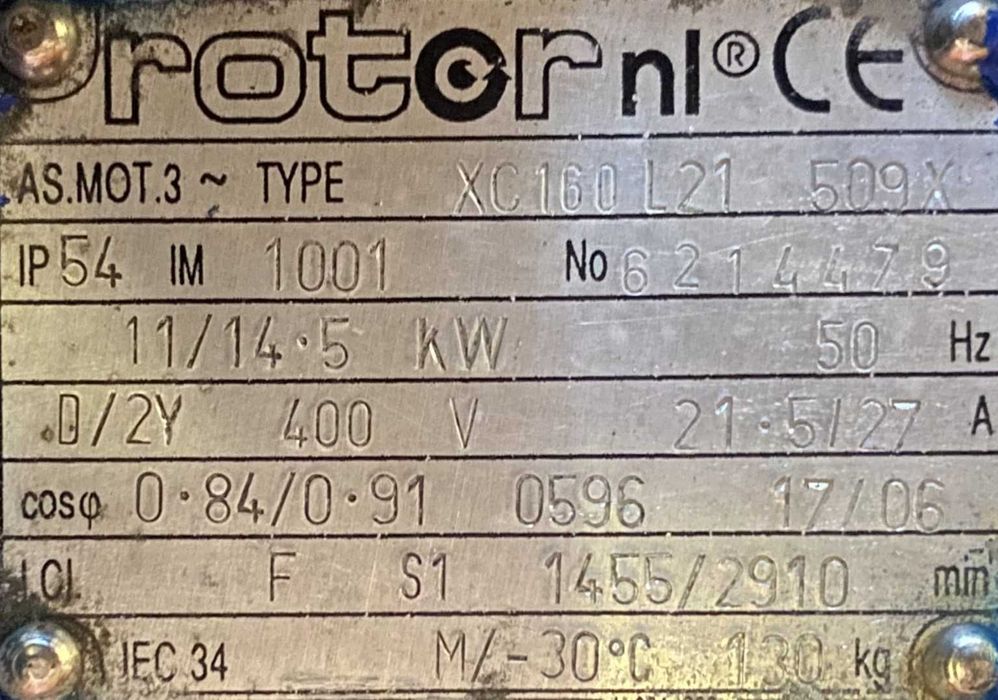 rotor nl® CE
AS.MOT.3 ~ TYPE XC160 L21 509X
IP 54 IM 1001 No 6214479
11/14·5 kW 50 Hz
D/2Y 400 V 21·5/27 A
cosφ 0·84/0·91 0596 17/06
I.Cl. F S1 1455/2910 min⁻¹
IEC 34 M/-30°C 130 kg